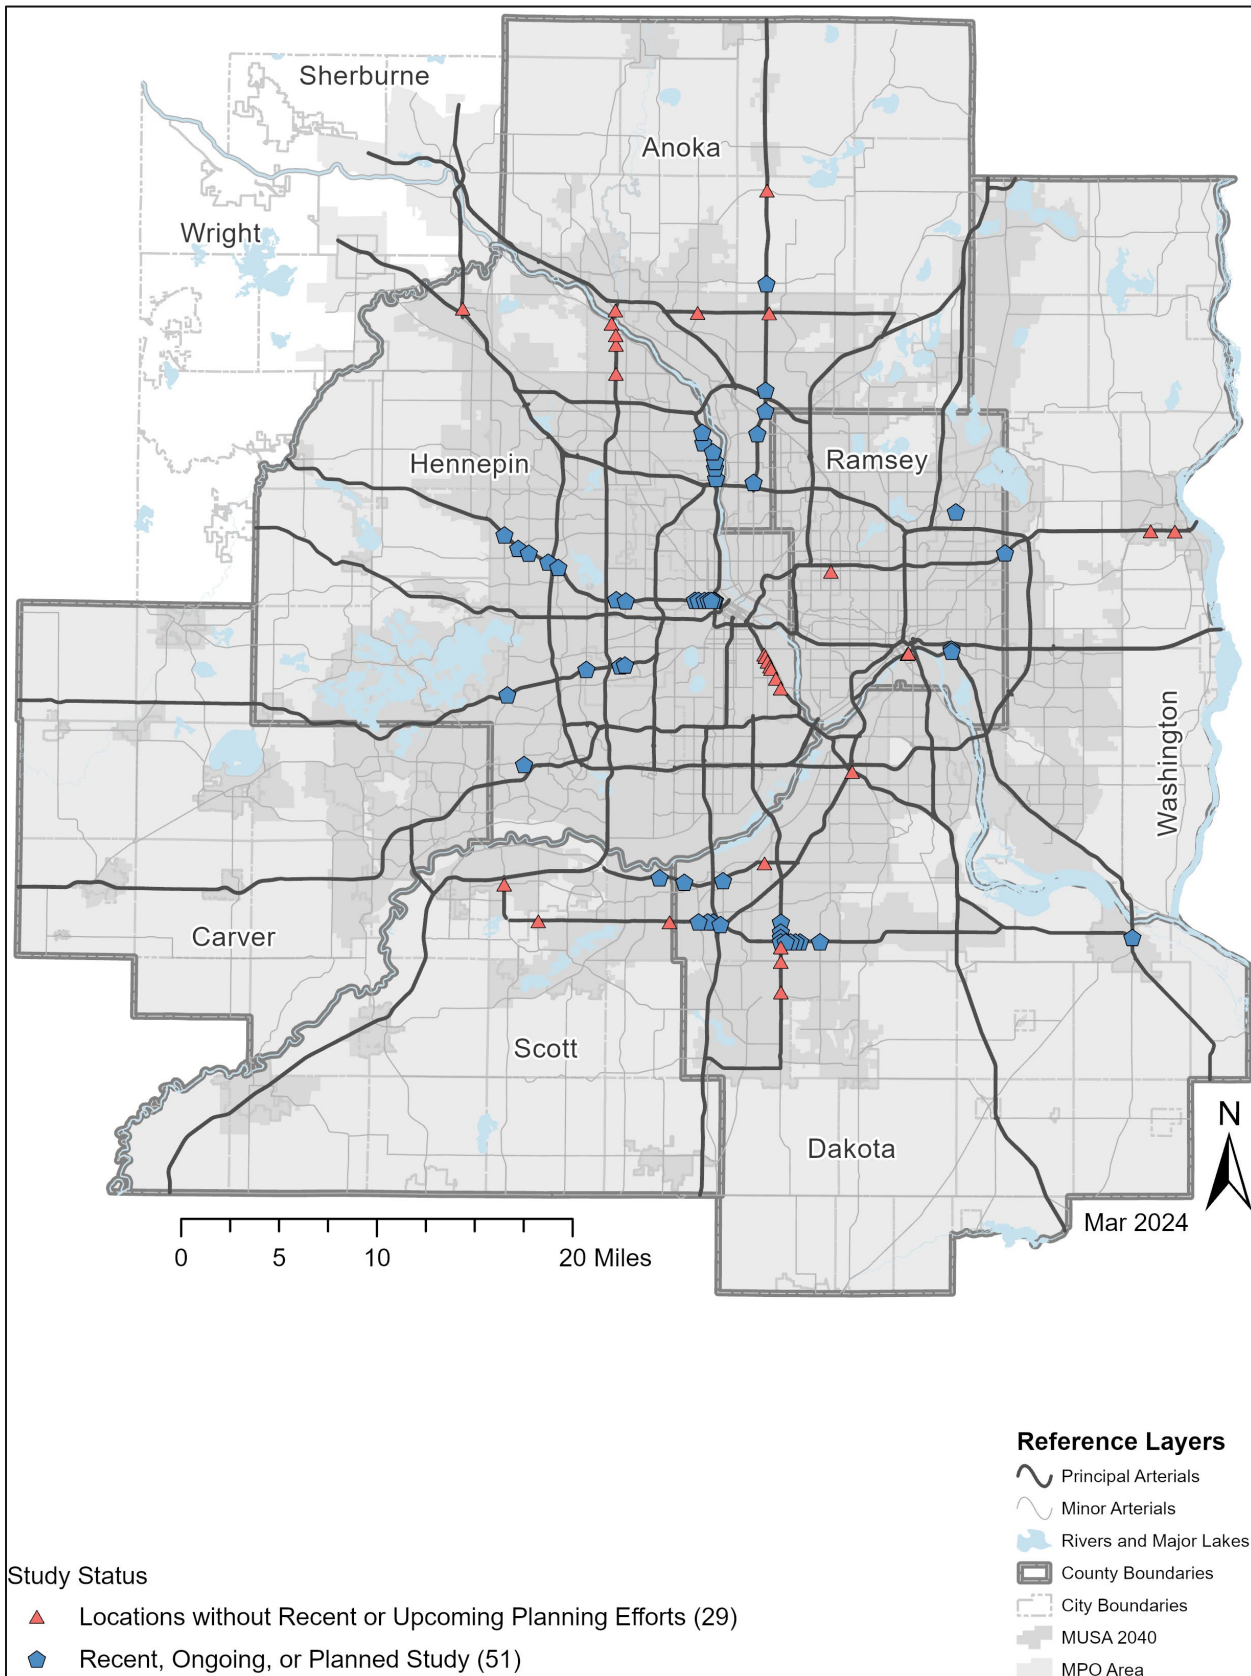 Sherburne
Anoka
Wright
Hennepin
Ramsey
Washington
Carver
Scott
Dakota
N
Mar 2024
0 5 10 20 Miles
Reference Layers
Principal Arterials
Minor Arterials
Rivers and Major Lakes
County Boundaries
City Boundaries
MUSA 2040
MPO Area
Study Status
Locations without Recent or Upcoming Planning Efforts (29)
Recent, Ongoing, or Planned Study (51)